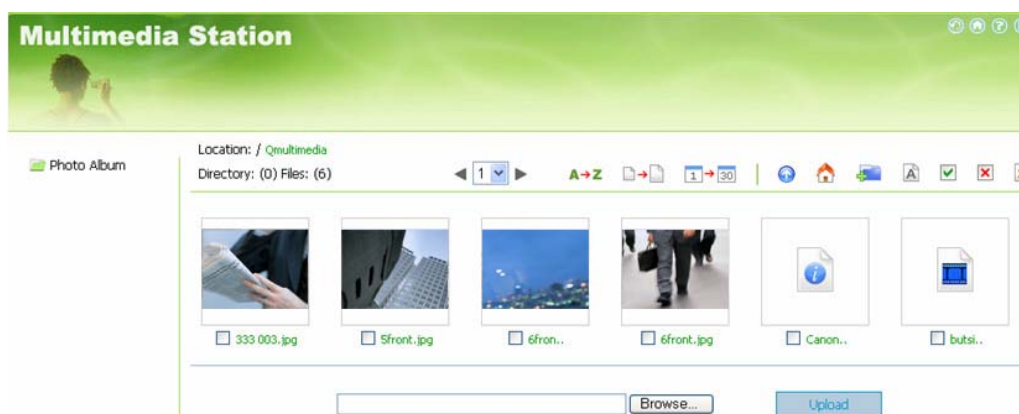 Multimedia Station
Photo Album
Location: / Qmultimedia
Directory: (0) Files: (6)
1
A→Z
1→30
A
333 003.jpg
5front.jpg
6fron..
6front.jpg
Canon..
butsi..
Browse...
Upload